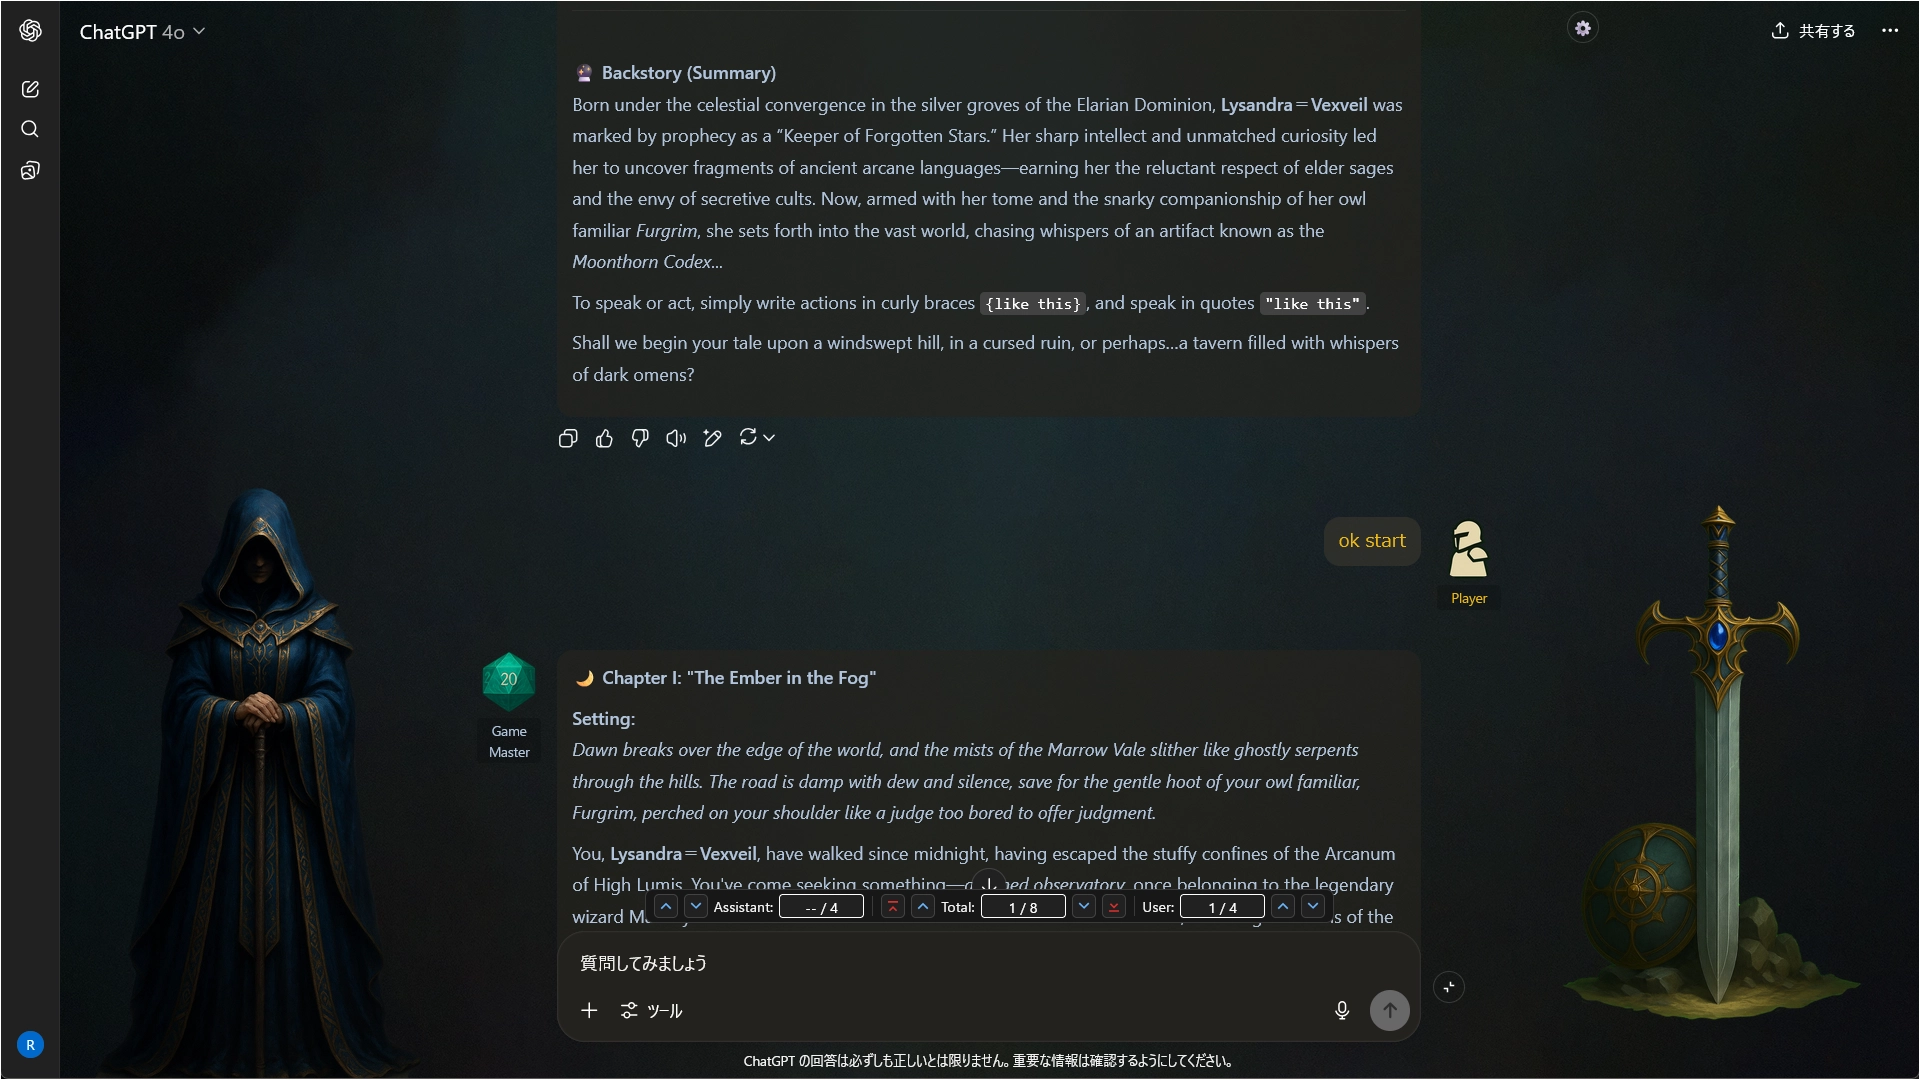 ChatGPT 4o
共有する
🔮 Backstory (Summary)
Born under the celestial convergence in the silver groves of the Elarian Dominion, Lysandra=Vexveil was
marked by prophecy as a “Keeper of Forgotten Stars.” Her sharp intellect and unmatched curiosity led
her to uncover fragments of ancient arcane languages—earning her the reluctant respect of elder sages
and the envy of secretive cults. Now, armed with her tome and the snarky companionship of her owl
familiar Furgrim, she sets forth into the vast world, chasing whispers of an artifact known as the
Moonthorn Codex...
To speak or act, simply write actions in curly braces {like this}, and speak in quotes "like this".
Shall we begin your tale upon a windswept hill, in a cursed ruin, or perhaps...a tavern filled with whispers
of dark omens?
ok start
Player
20
Game
Master
🌙 Chapter I: "The Ember in the Fog"
Setting:
Dawn breaks over the edge of the world, and the mists of the Marrow Vale slither like ghostly serpents
through the hills. The road is damp with dew and silence, save for the gentle hoot of your owl familiar,
Furgrim, perched on your shoulder like a judge too bored to offer judgment.
You, Lysandra=Vexveil, have walked since midnight, having escaped the stuffy confines of the Arcanum
of High Lumis. You've come seeking something—a observatory, once belonging to the legendary
wizard of the
Assistant: -- / 4 Total: 1 / 8 User: 1 / 4
質問してみましょう
ツール
R
ChatGPT の回答は必ずしも正しいとは限りません。重要な情報は確認するようにしてください。